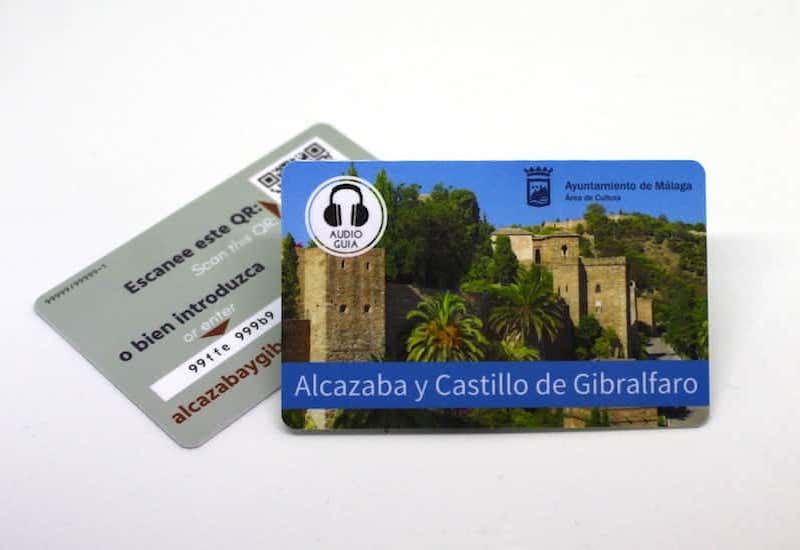 99999/99999-1
Escanee este QR:
Scan this QR:
o bien introduzca
or enter
99ffe 999b9
alcazabaygib
AUDIO
GUIA
Ayuntamiento de Málaga
Área de Cultura
Alcazaba y Castillo de Gibralfaro